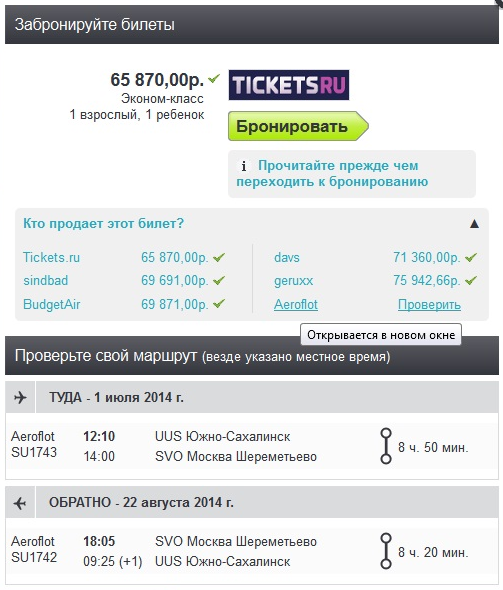 Забронируйте билеты
65 870,00р.
Эконом-класс
1 взрослый, 1 ребенок
TICKETSRU
Бронировать
i Прочитайте прежде чем
переходить к бронированию
Кто продает этот билет? ▲
Tickets.ru 65 870,00р. davs 71 360,00р.
sindbad 69 691,00р. geruxx 75 942,66р.
BudgetAir 69 871,00р. Aeroflot Проверить
Открывается в новом окне
Проверьте свой маршрут (везде указано местное время)
ТУДА - 1 июля 2014 г.
Aeroflot 12:10 UUS Южно-Сахалинск
8 ч. 50 мин.
SU1743 14:00 SVO Москва Шереметьево
ОБРАТНО - 22 августа 2014 г.
Aeroflot 18:05 SVO Москва Шереметьево
8 ч. 20 мин.
SU1742 09:25 (+1) UUS Южно-Сахалинск